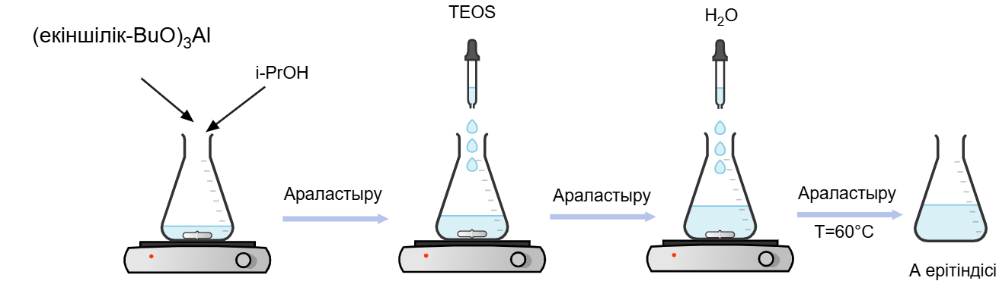 (екіншілік-BuO)₃Al
i-PrOH
Араластыру
TEOS
Араластыру
H₂O
Араластыру
T=60°C
А ерітіндісі